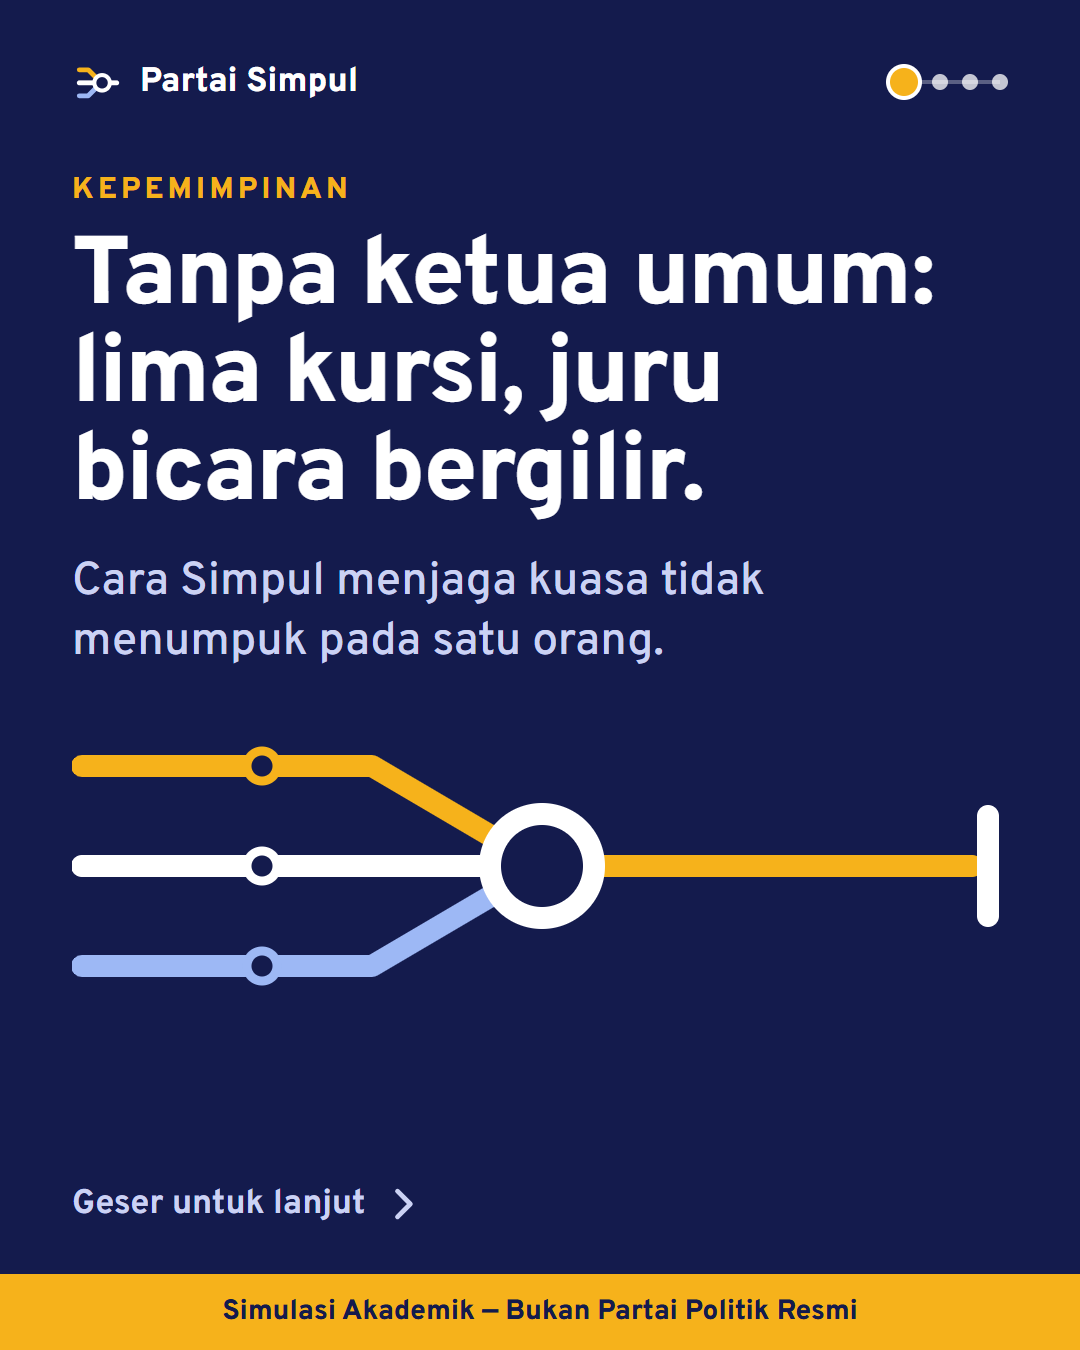 Partai Simpul
KEPEMIMPINAN
Tanpa ketua umum:
lima kursi, juru
bicara bergilir.
Cara Simpul menjaga kuasa tidak
menumpuk pada satu orang.
Geser untuk lanjut
Simulasi Akademik – Bukan Partai Politik Resmi